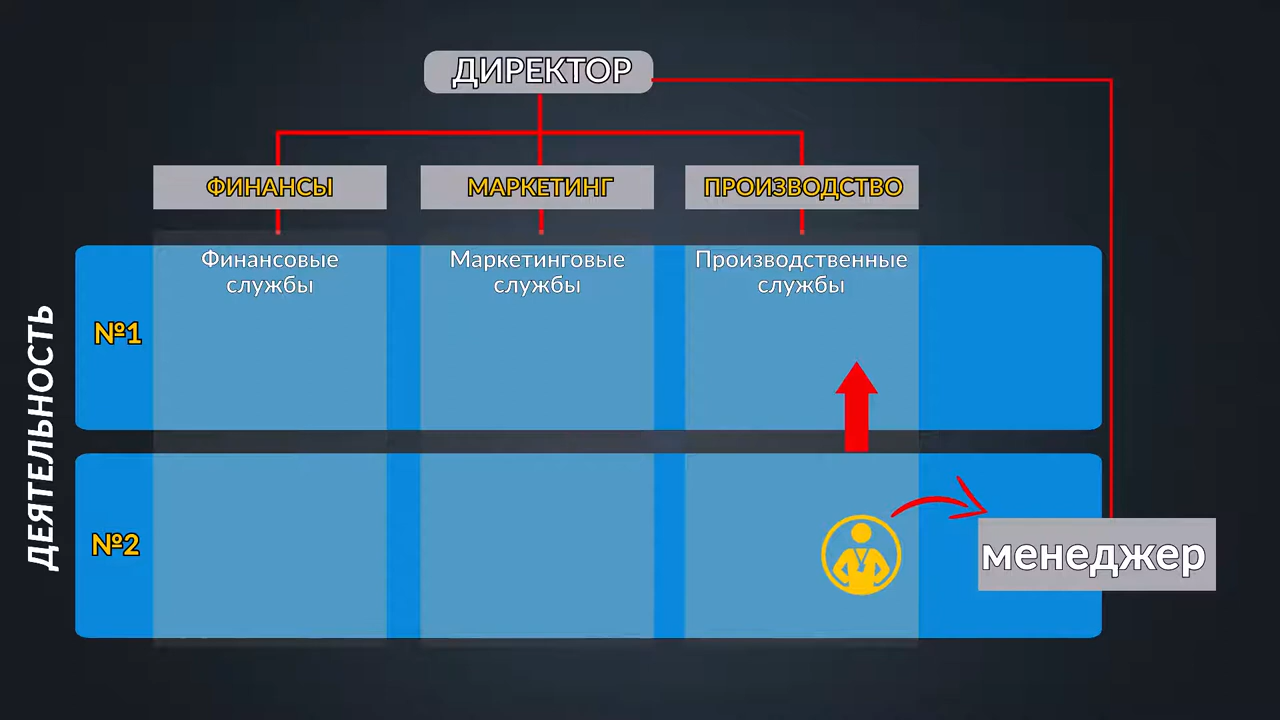 ДИРЕКТОР
ФИНАНСЫ
МАРКЕТИНГ
ПРОИЗВОДСТВО
Финансовые
службы
Маркетинговые
службы
Производственные
службы
ДЕЯТЕЛЬНОСТЬ
№1
№2
менеджер